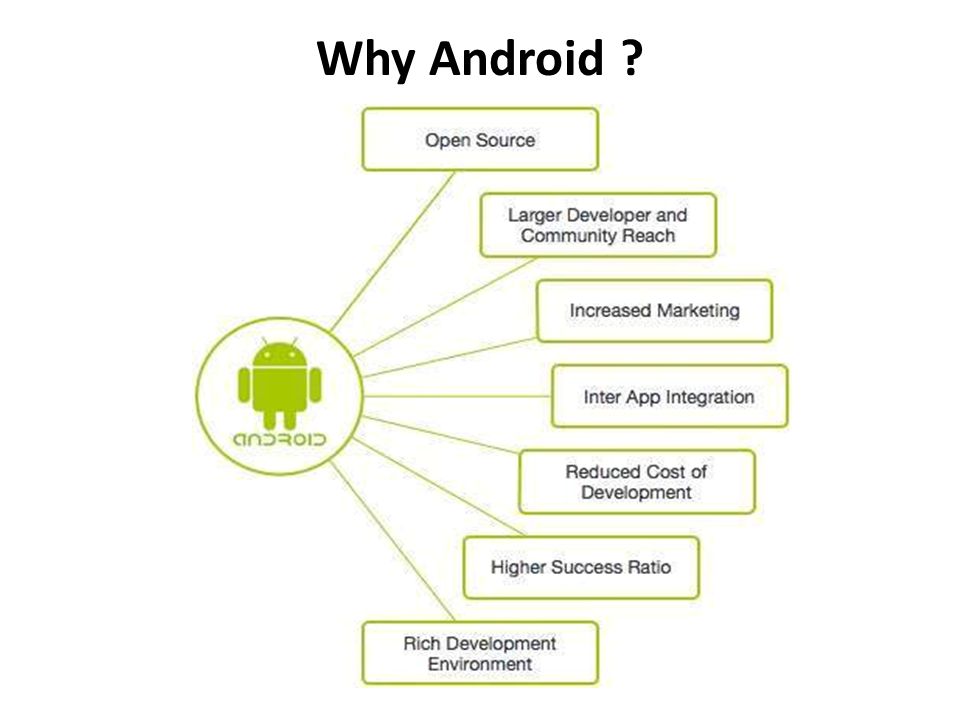 Why Android ?
Open Source
Larger Developer and
Community Reach
Increased Marketing
Inter App Integration
Reduced Cost of
Development
Higher Success Ratio
Rich Development
Environment
ANDROID